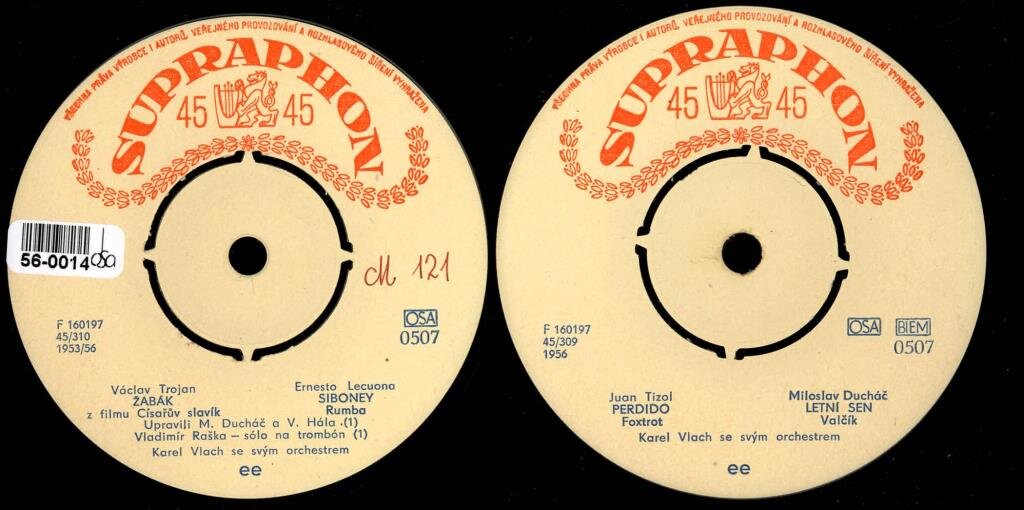 VŠECHNA PRÁVA VÝROBCE I AUTORŮ, VEŘEJNÉHO PROVOZOVÁNÍ A ROZHLASOVÉHO ŠÍŘENÍ VYHRAZENA
SUPRAPHON
45 45
56-0014 osa
M 121
F 160197
45/310
1953/56
OSA
0507
Václav Trojan
ŽABÁK
z filmu Císařův slavík
Ernesto Lecuona
SIBONEY
Rumba
Upravili M. Ducháč a V. Hála (1)
Vladimír Raška – sólo na trombón (1)
Karel Vlach se svým orchestrem
ee
VŠECHNA PRÁVA VÝROBCE I AUTORŮ, VEŘEJNÉHO PROVOZOVÁNÍ A ROZHLASOVÉHO ŠÍŘENÍ VYHRAZENA
SUPRAPHON
45 45
F 160197
45/309
1956
OSA BIEM
0507
Juan Tizol
PERDIDO
Foxtrot
Miloslav Ducháč
LETNÍ SEN
Valčík
Karel Vlach se svým orchestrem
ee